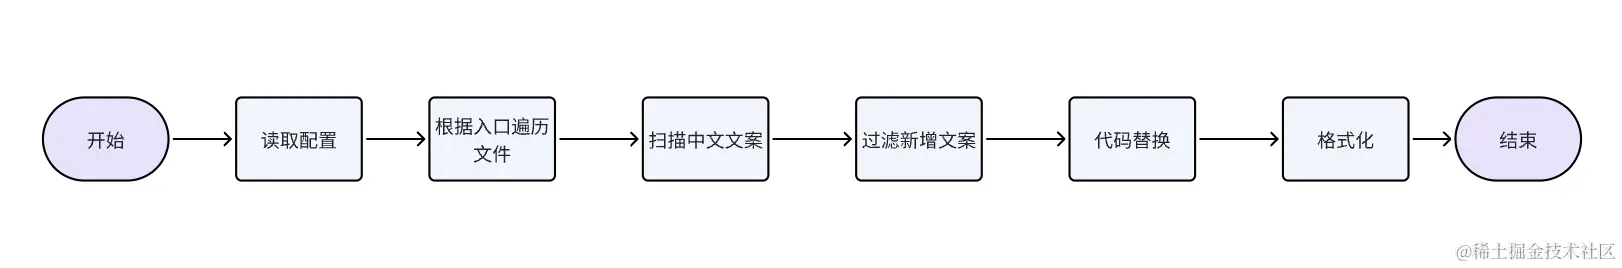 开始
读取配置
根据入口遍历
文件
扫描中文文案
过滤新增文案
代码替换
格式化
结束
@稀土掘金技术社区